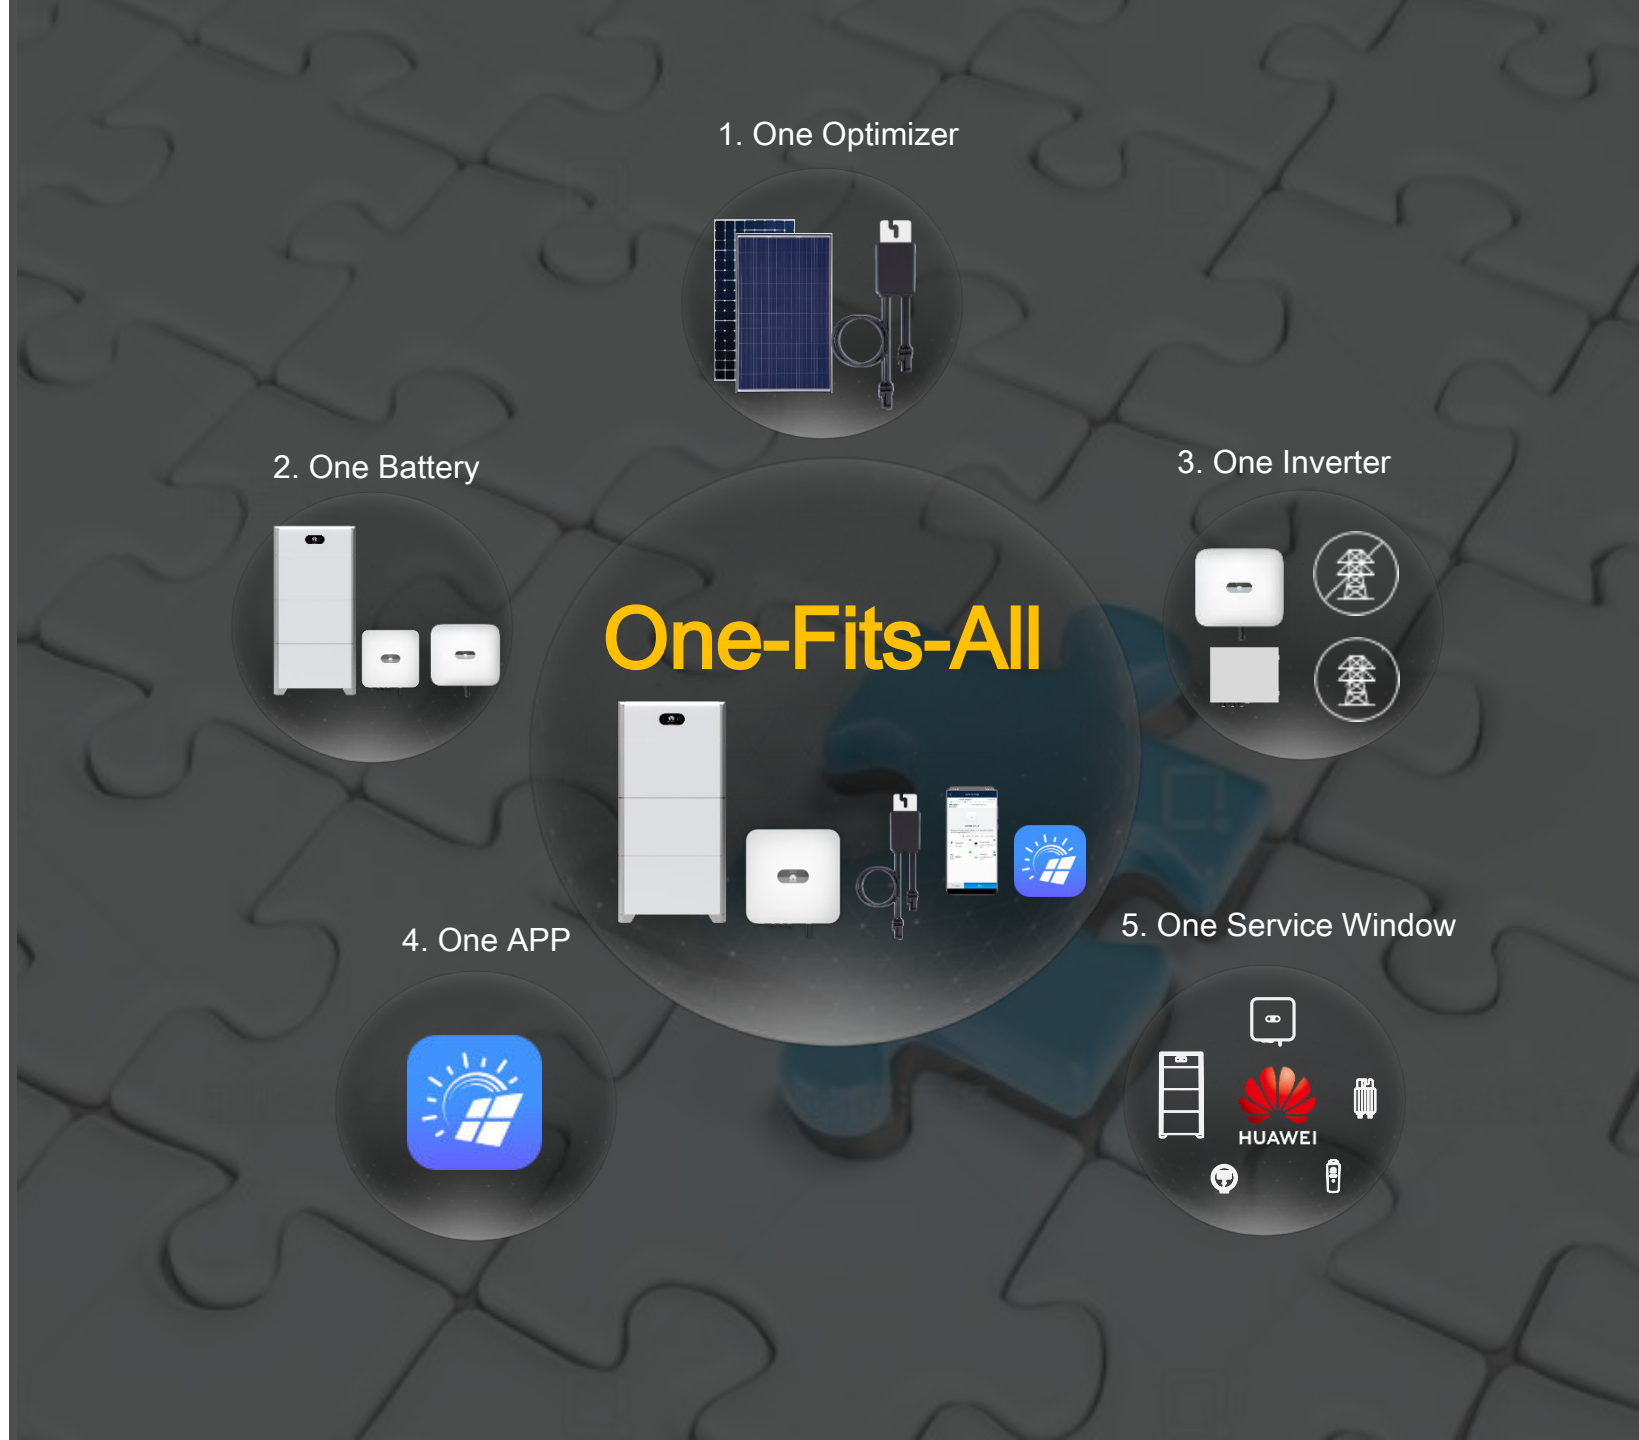 1. One Optimizer
2. One Battery
3. One Inverter
One-Fits-All
4. One APP
5. One Service Window
HUAWEI